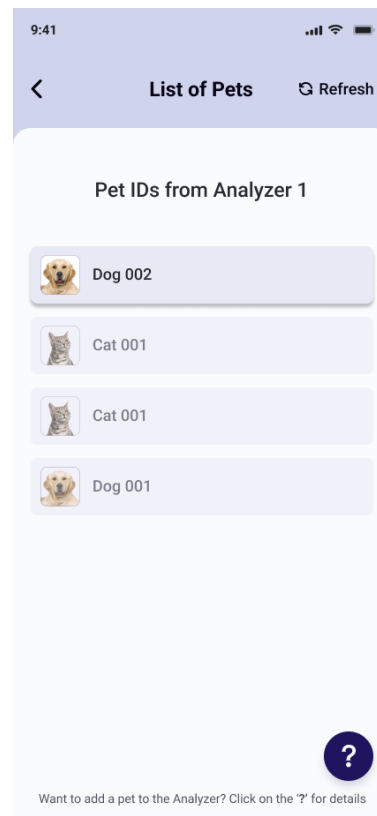 9:41
List of Pets
Refresh
Pet IDs from Analyzer 1
Dog 002
Cat 001
Cat 001
Dog 001
?
Want to add a pet to the Analyzer? Click on the ‘?’ for details